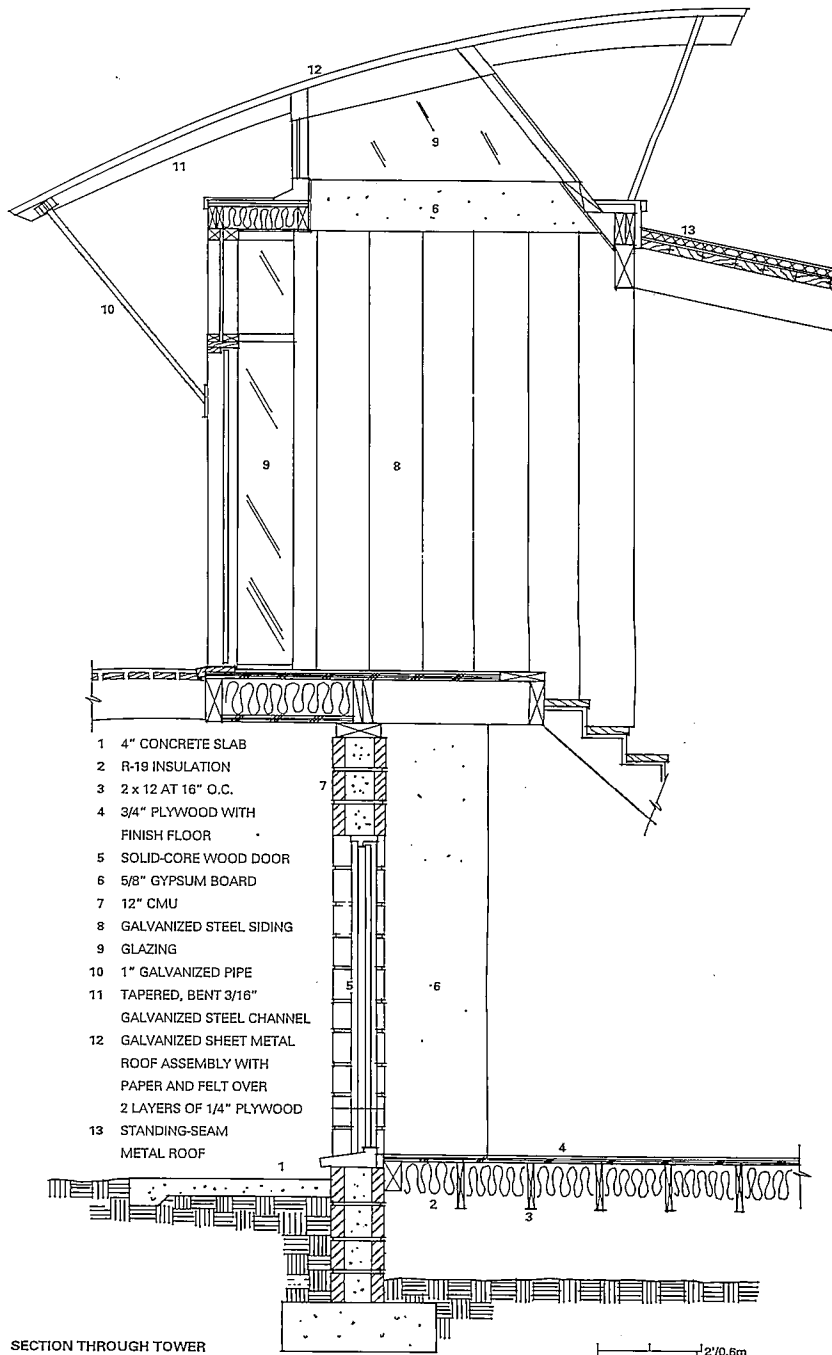 12
9
11
6
13
10
9
8
1 4" CONCRETE SLAB
2 R-19 INSULATION
3 2 x 12 AT 16" O.C.
4 3/4" PLYWOOD WITH
FINISH FLOOR
5 SOLID-CORE WOOD DOOR
6 5/8" GYPSUM BOARD
7 12" CMU
8 GALVANIZED STEEL SIDING
9 GLAZING
10 1" GALVANIZED PIPE
11 TAPERED, BENT 3/16"
GALVANIZED STEEL CHANNEL
12 GALVANIZED SHEET METAL
ROOF ASSEMBLY WITH
PAPER AND FELT OVER
2 LAYERS OF 1/4" PLYWOOD
13 STANDING-SEAM
METAL ROOF
7
5
6
4
1
2
3
SECTION THROUGH TOWER
2'/0.6m